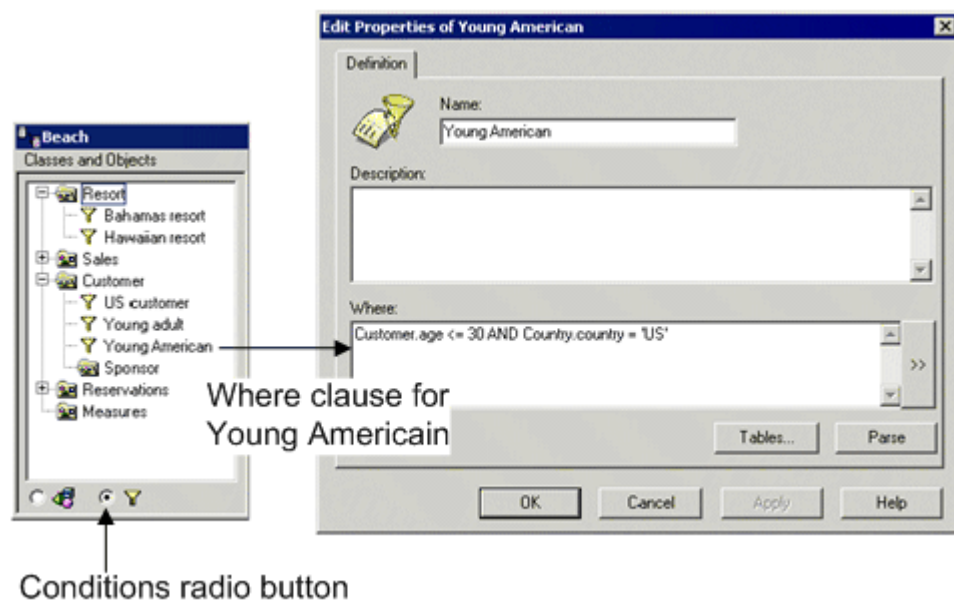 Edit Properties of Young American
Definition
Name:
Young American
Description:
Where:
Customer.age <= 30 AND Country.country = 'US'
>>
Tables...
Parse
OK
Cancel
Apply
Help
Beach
Classes and Objects
Resort
Bahamas resort
Hawaiian resort
Sales
Customer
US customer
Young adult
Young American
Sponsor
Reservations
Measures
Where clause for
Young Americain
Conditions radio button